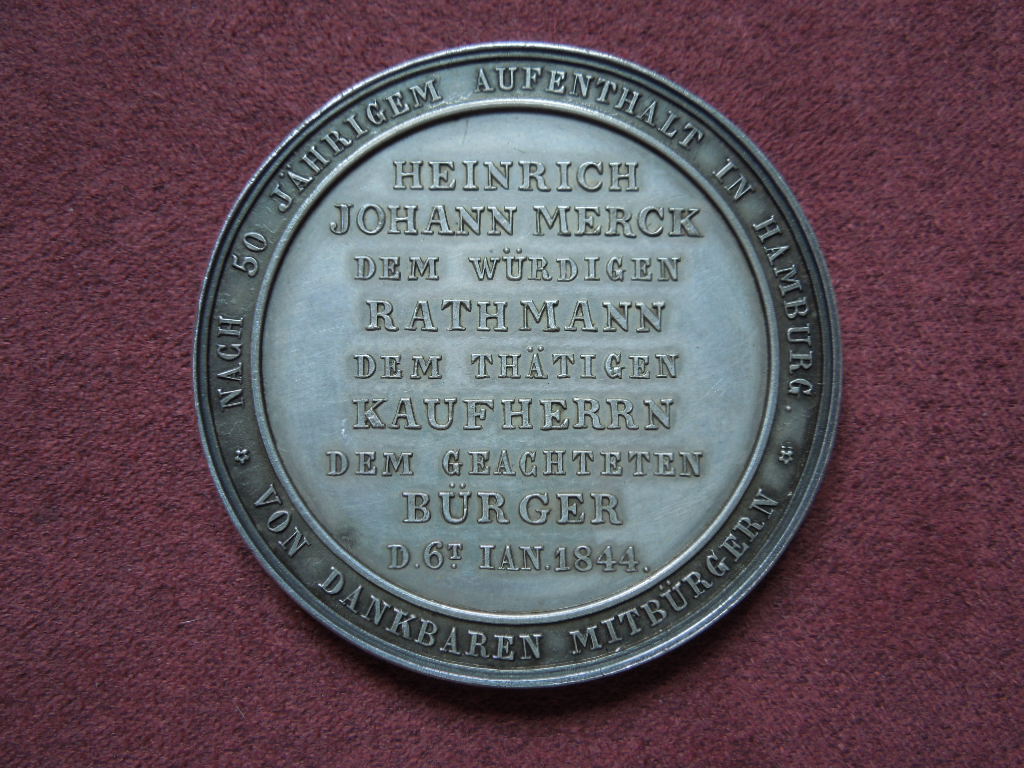 NACH 50 JÄHRIGEM AUFENTHALT IN HAMBURG.
HEINRICH
JOHANN MERCK
DEM WÜRDIGEN
RATHMANN
DEM THÄTIGEN
KAUFHERRN
DEM GEACHTETEN
BÜRGER
D. 6T IAN. 1844.
VON DANKBAREN MITBÜRGERN